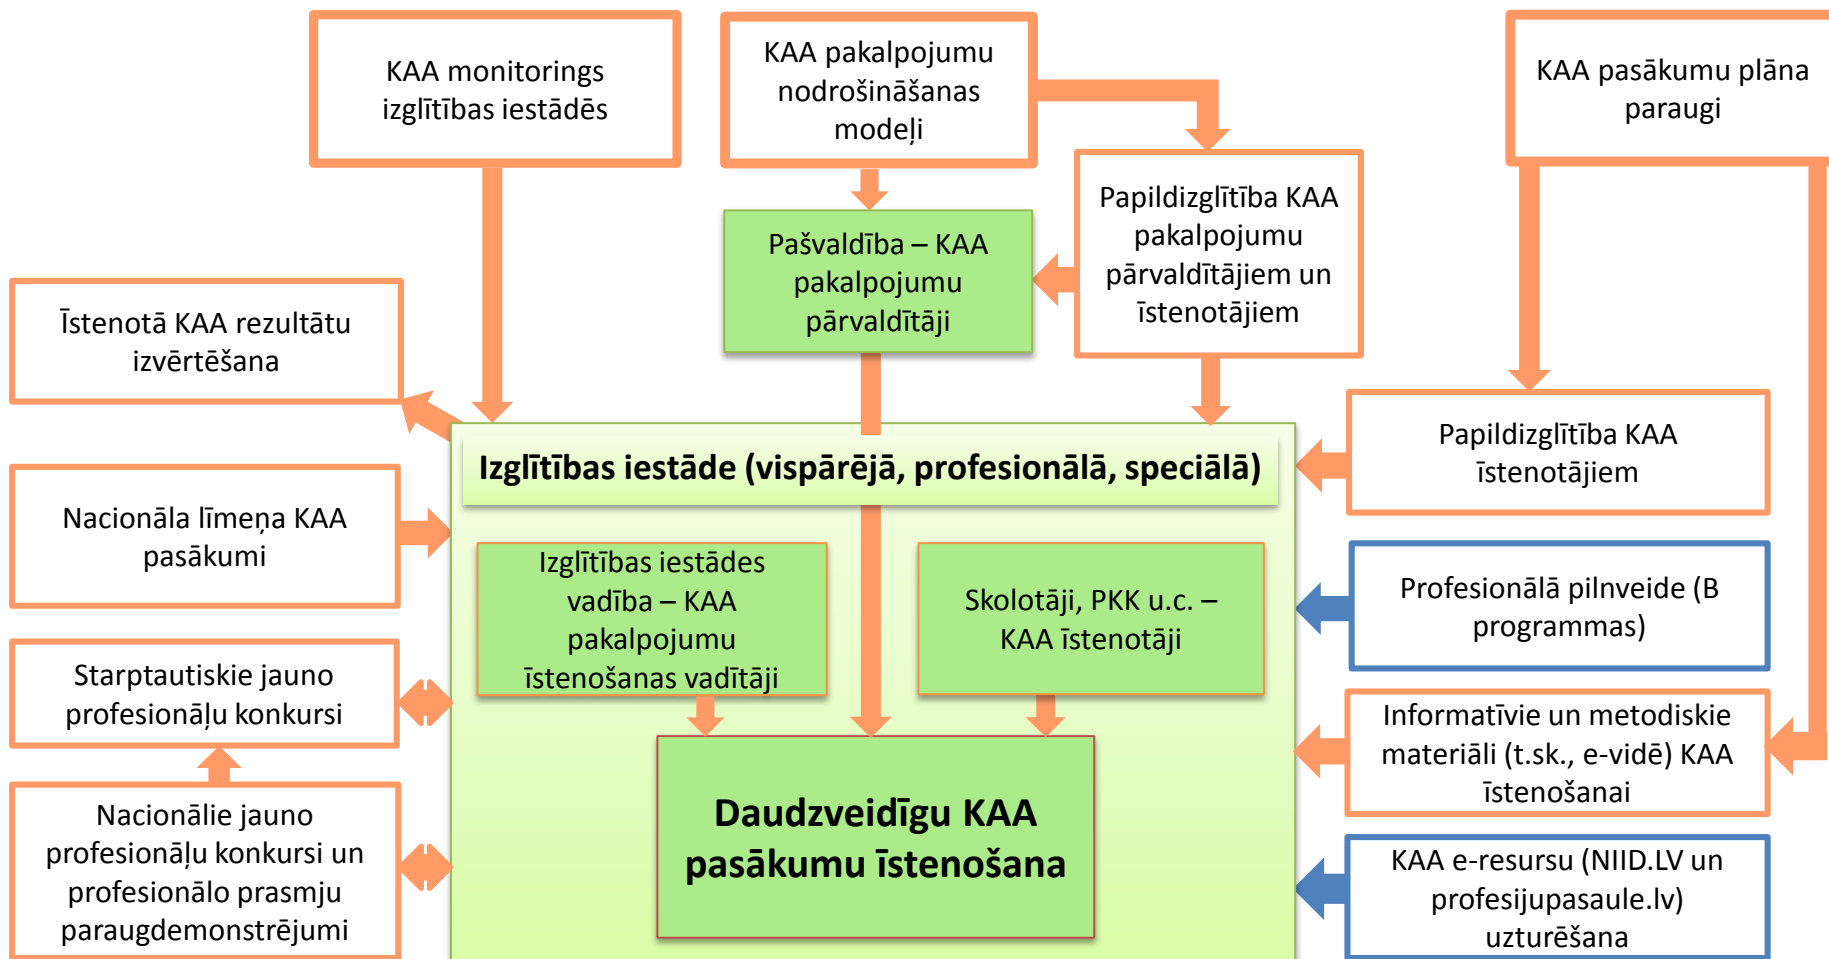 KAA monitorings
izglītības iestādēs
KAA pakalpojumu
nodrošināšanas
modeļi
KAA pasākumu plāna
paraugi
Pašvaldība – KAA
pakalpojumu
pārvaldītāji
Papildizglītība KAA
pakalpojumu
pārvaldītājiem un
īstenotājiem
Īstenotā KAA rezultātu
izvērtēšana
Izglītības iestāde (vispārējā, profesionālā, speciālā)
Papildizglītība KAA
īstenotājiem
Nacionāla līmeņa KAA
pasākumi
Izglītības iestādes
vadība – KAA
pakalpojumu
īstenošanas vadītāji
Skolotāji, PKK u.c. –
KAA īstenotāji
Profesionālā pilnveide (B
programmas)
Starptautiskie jauno
profesionāļu konkursi
Informatīvie un metodiskie
materiāli (t.sk., e-vidē) KAA
īstenošanai
Nacionālie jauno
profesionāļu konkursi un
profesionālo prasmju
paraugdemonstrējumi
Daudzveidīgu KAA
pasākumu īstenošana
KAA e-resursu (NIID.LV un
profesijupasaule.lv)
uzturēšana